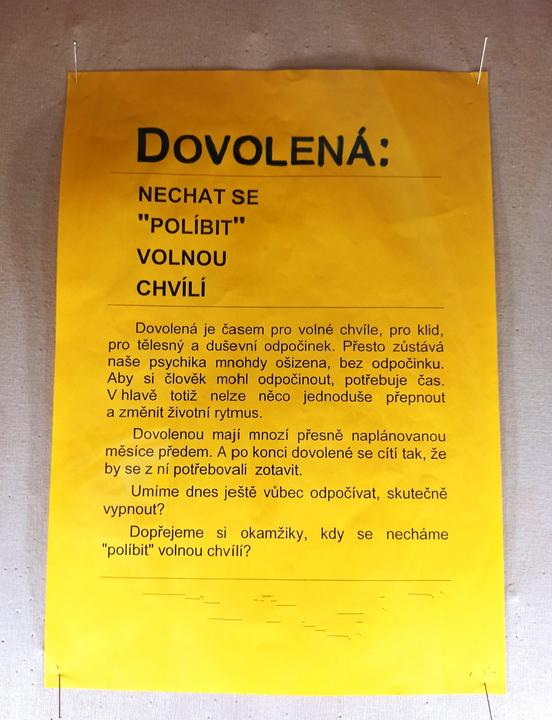 DOVOLENÁ:
NECHAT SE
"POLÍBIT"
VOLNOU
CHVÍLÍ
Dovolená je časem pro volné chvíle, pro klid,
pro tělesný a duševní odpočinek. Přesto zůstává
naše psychika mnohdy ošizena, bez odpočinku.
Aby si člověk mohl odpočinout, potřebuje čas.
V hlavě totiž nelze něco jednoduše přepnout
a změnit životní rytmus.
Dovolenou mají mnozí přesně naplánovanou
měsíce předem. A po konci dovolené se cítí tak, že
by se z ní potřebovali zotavit.
Umíme dnes ještě vůbec odpočívat, skutečně
vypnout?
Dopřejeme si okamžiky, kdy se necháme
"políbit" volnou chvílí?